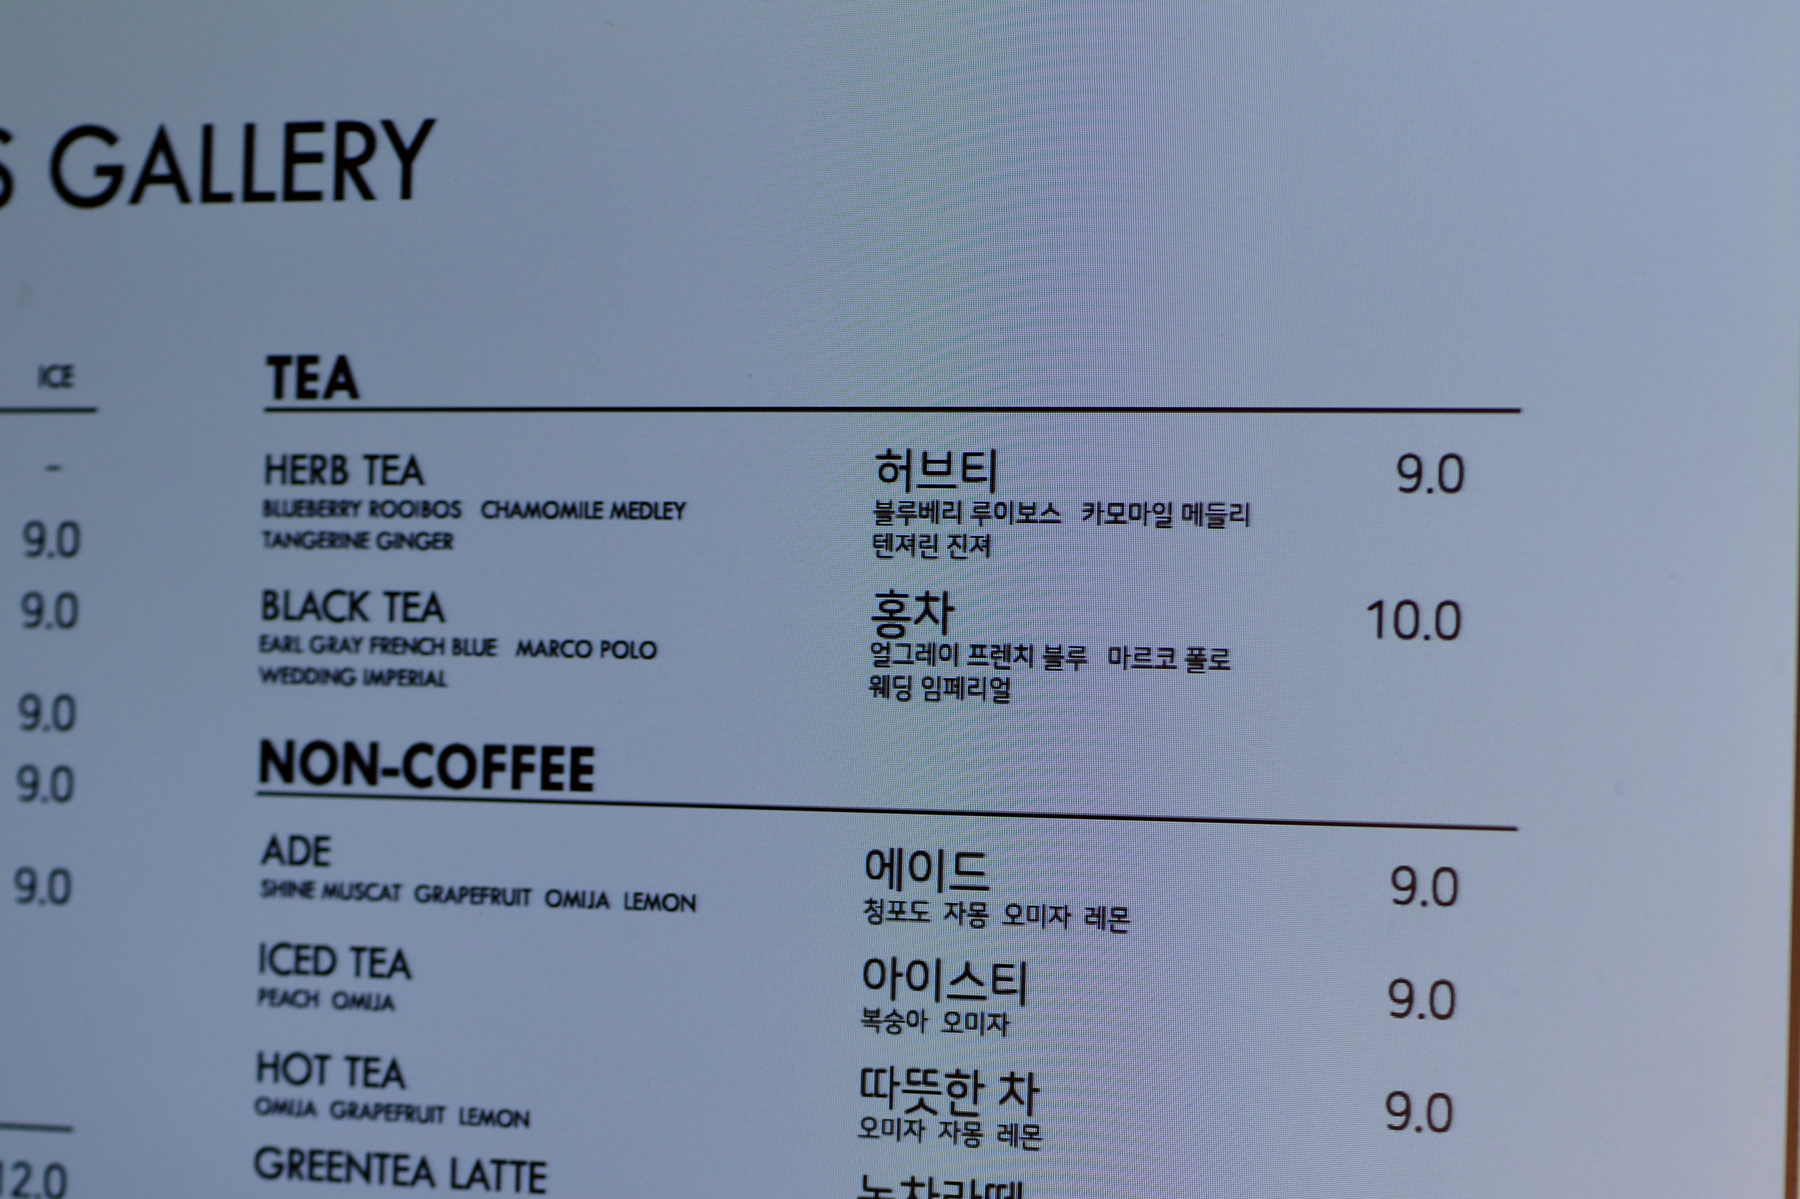 S GALLERY
ICE
-
9.0
9.0
9.0
9.0
9.0
12.0
TEA
HERB TEA 허브티 9.0
BLUEBERRY ROOIBOS CHAMOMILE MEDLEY 블루베리 루이보스 카모마일 메들리
TANGERINE GINGER 텐져린 진져
BLACK TEA 홍차 10.0
EARL GRAY FRENCH BLUE MARCO POLO 얼그레이 프렌치 블루 마르코 폴로
WEDDING IMPERIAL 웨딩 임페리얼
NON-COFFEE
ADE 에이드 9.0
SHINE MUSCAT GRAPEFRUIT OMIJA LEMON 청포도 자몽 오미자 레몬
ICED TEA 아이스티 9.0
PEACH OMIJA 복숭아 오미자
HOT TEA 따뜻한 차 9.0
OMIJA GRAPEFRUIT LEMON 오미자 자몽 레몬
GREENTEA LATTE 녹차라떼